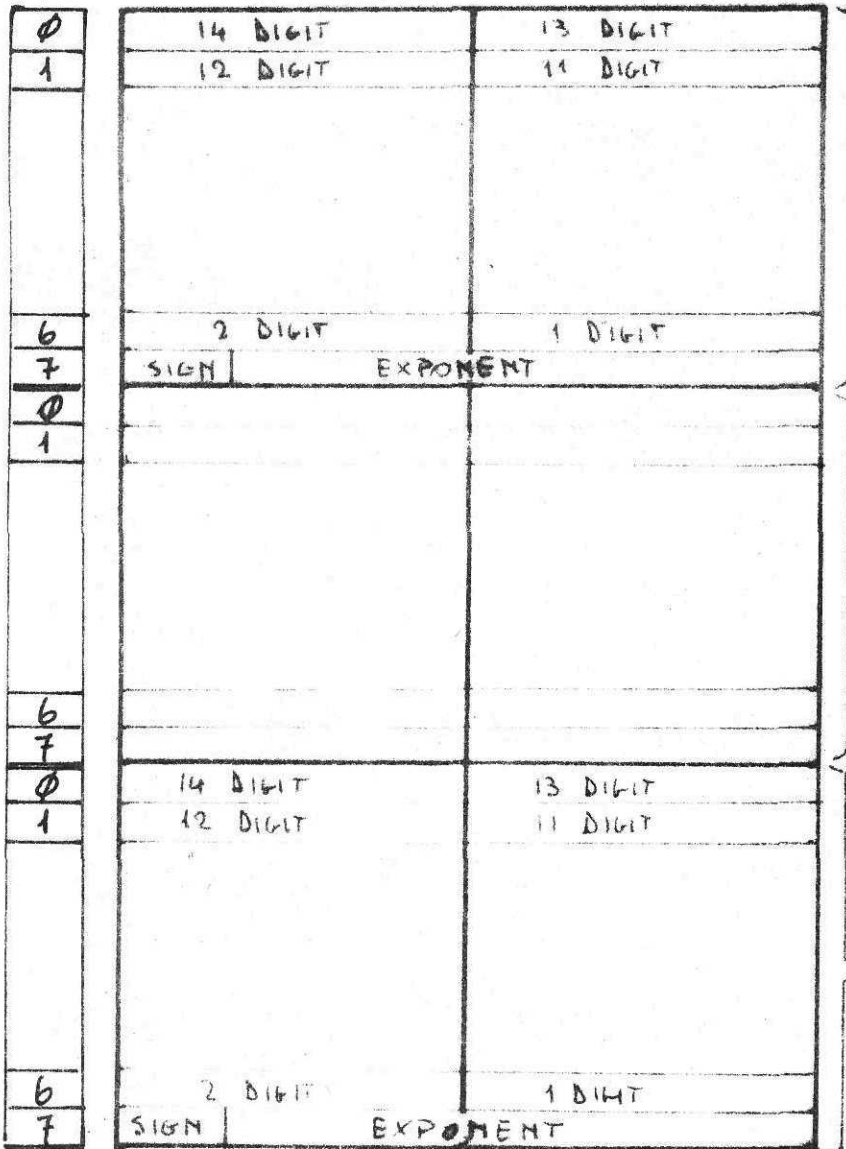 Ø 14 DIGIT 13 DIGIT
1 12 DIGIT 11 DIGIT
6 2 DIGIT 1 DIGIT
7 SIGN EXPONENT
Ø
1
6
7
Ø 14 DIGIT 13 DIGIT
1 12 DIGIT 11 DIGIT
6 2 DIGIT 1 DIGIT
7 SIGN EXPONENT